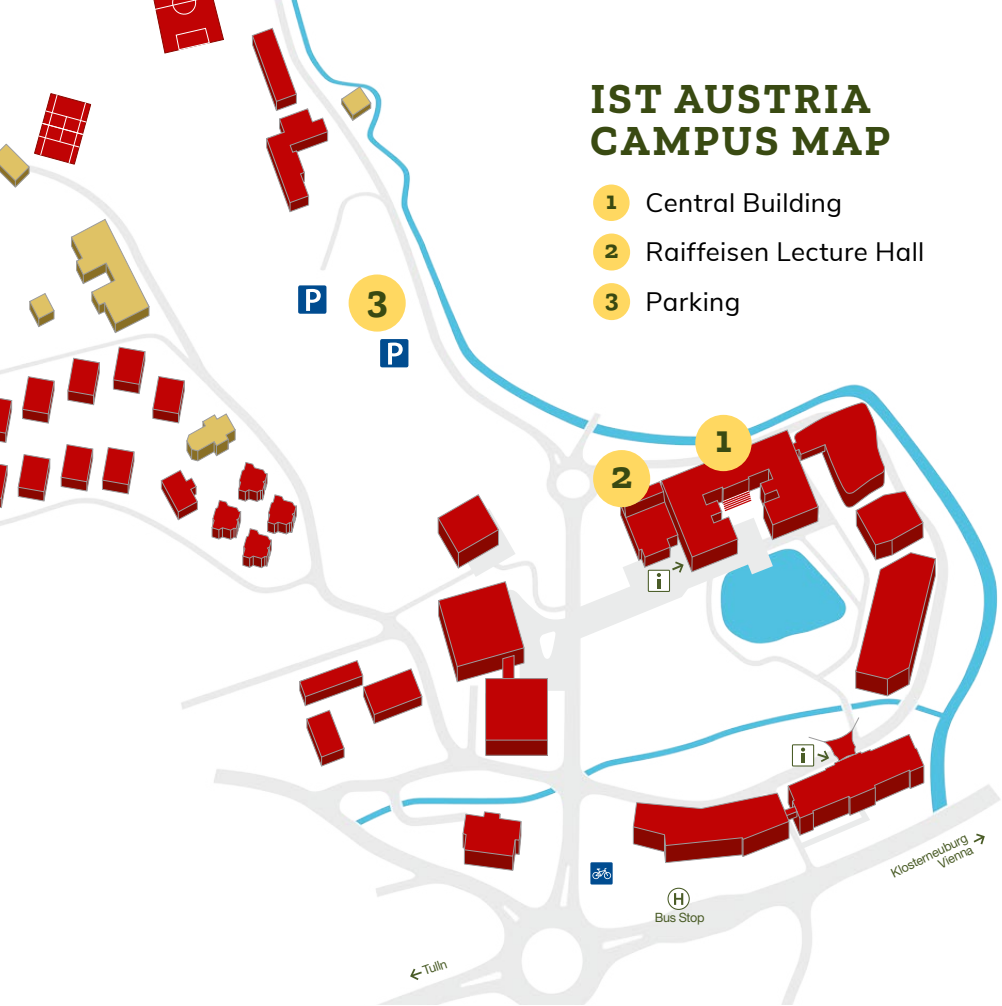 IST AUSTRIA
CAMPUS MAP
1 Central Building
2 Raiffeisen Lecture Hall
3 Parking
P
3
P
1
2
i
i
Klosterneuburg
Vienna
H
Bus Stop
Tulln